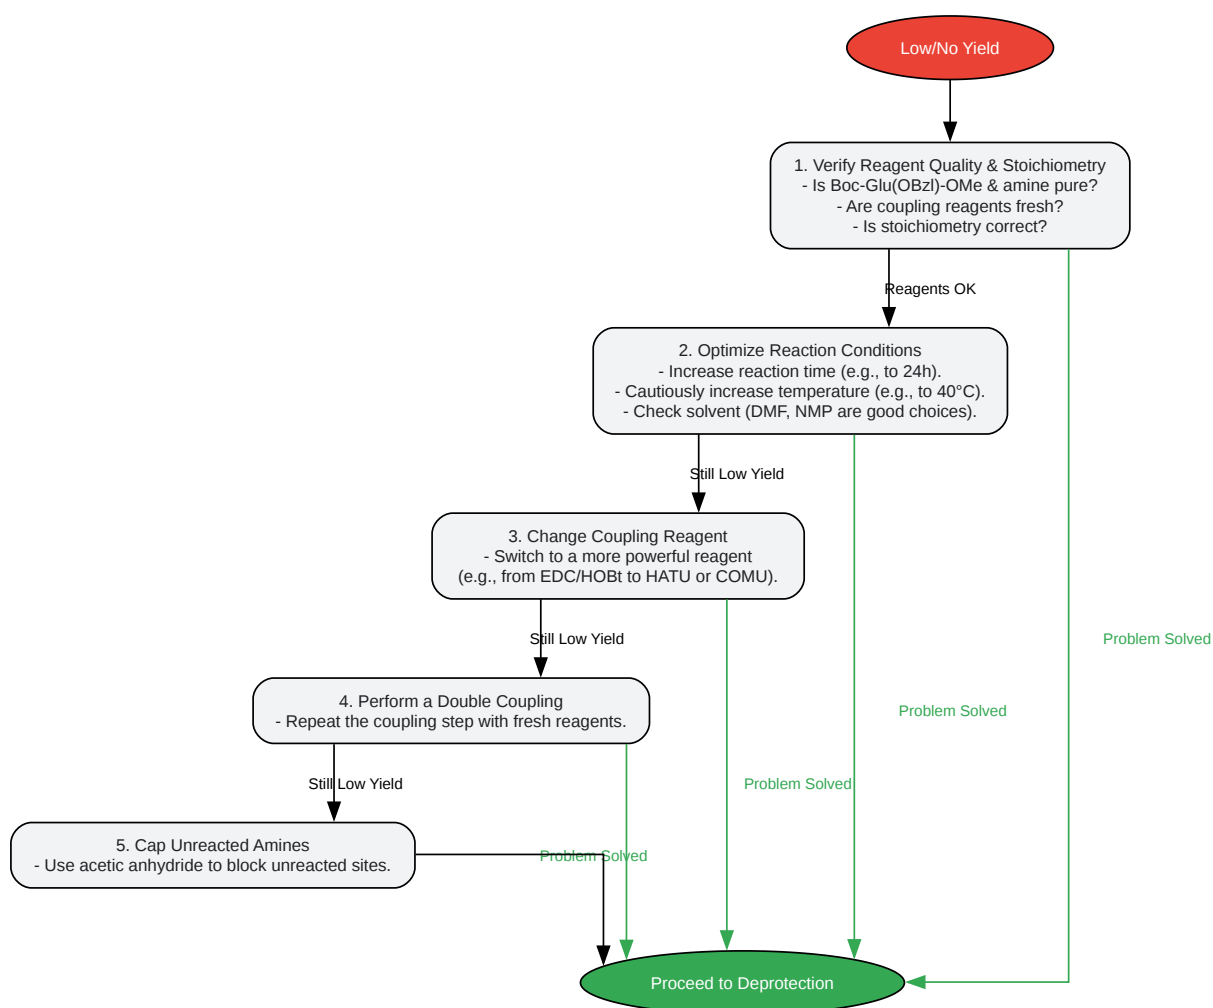 Low/No Yield
1. Verify Reagent Quality & Stoichiometry
- Is Boc-Glu(OBzl)-OMe & amine pure?
- Are coupling reagents fresh?
- Is stoichiometry correct?
Reagents OK
2. Optimize Reaction Conditions
- Increase reaction time (e.g., to 24h).
- Cautiously increase temperature (e.g., to 40°C).
- Check solvent (DMF, NMP are good choices).
Still Low Yield
3. Change Coupling Reagent
- Switch to a more powerful reagent
(e.g., from EDC/HOBt to HATU or COMU).
Still Low Yield
Problem Solved
4. Perform a Double Coupling
- Repeat the coupling step with fresh reagents.
Problem Solved
Still Low Yield
Problem Solved
5. Cap Unreacted Amines
- Use acetic anhydride to block unreacted sites.
Problem Solved
Proceed to Deprotection